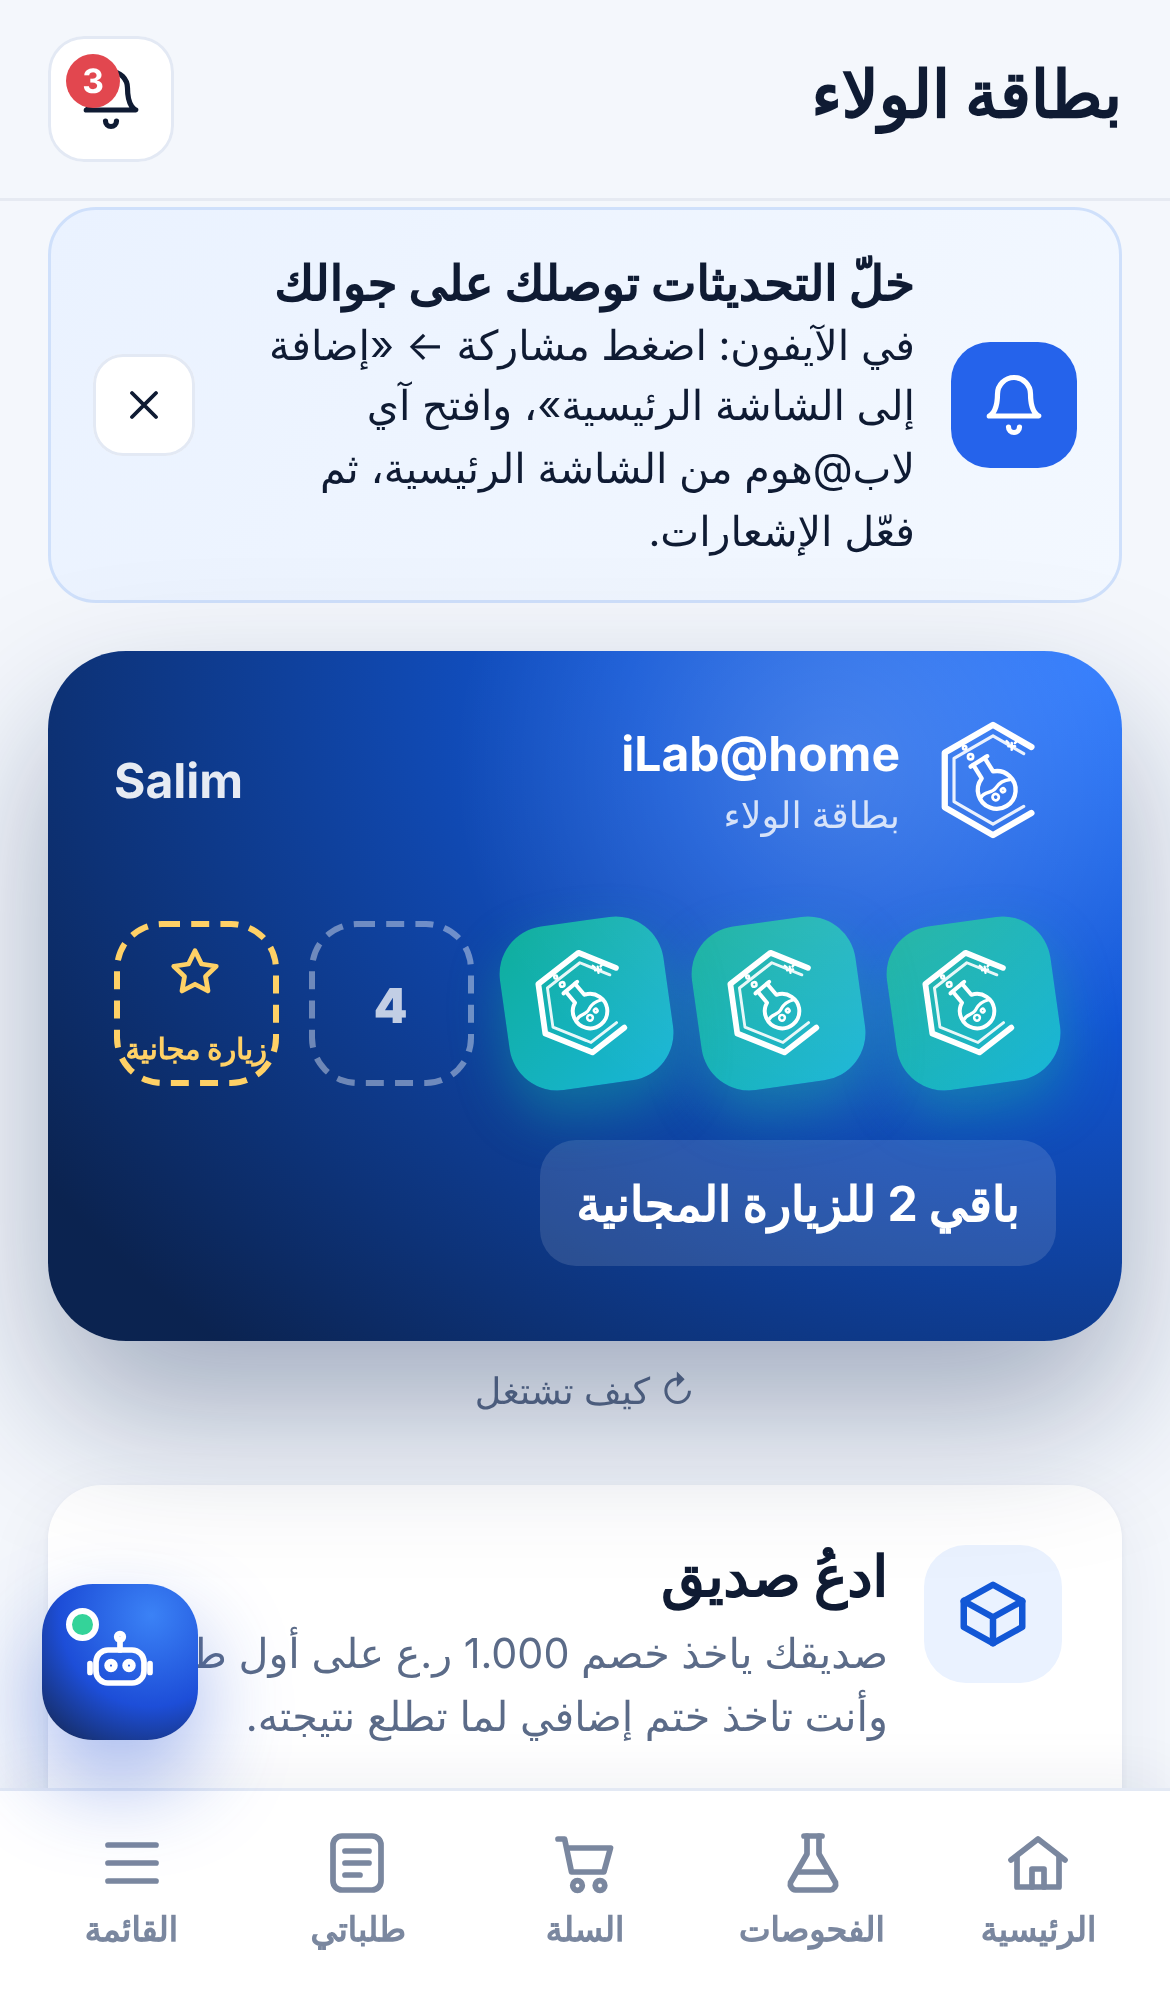 بطاقة الولاء
3
خلّ التحديثات توصلك على جوالك
في الآيفون: اضغط مشاركة ← «إضافة
إلى الشاشة الرئيسية»، وافتح آي
لاب@هوم من الشاشة الرئيسية، ثم
فعّل الإشعارات.
iLab@home
بطاقة الولاء
Salim
4
زيارة مجانية
باقي 2 للزيارة المجانية
↻ كيف تشتغل
ادعُ صديق
صديقك ياخذ خصم 1.000 ر.ع على أول ط
وأنت تاخذ ختم إضافي لما تطلع نتيجته.
الرئيسية
الفحوصات
السلة
طلباتي
القائمة